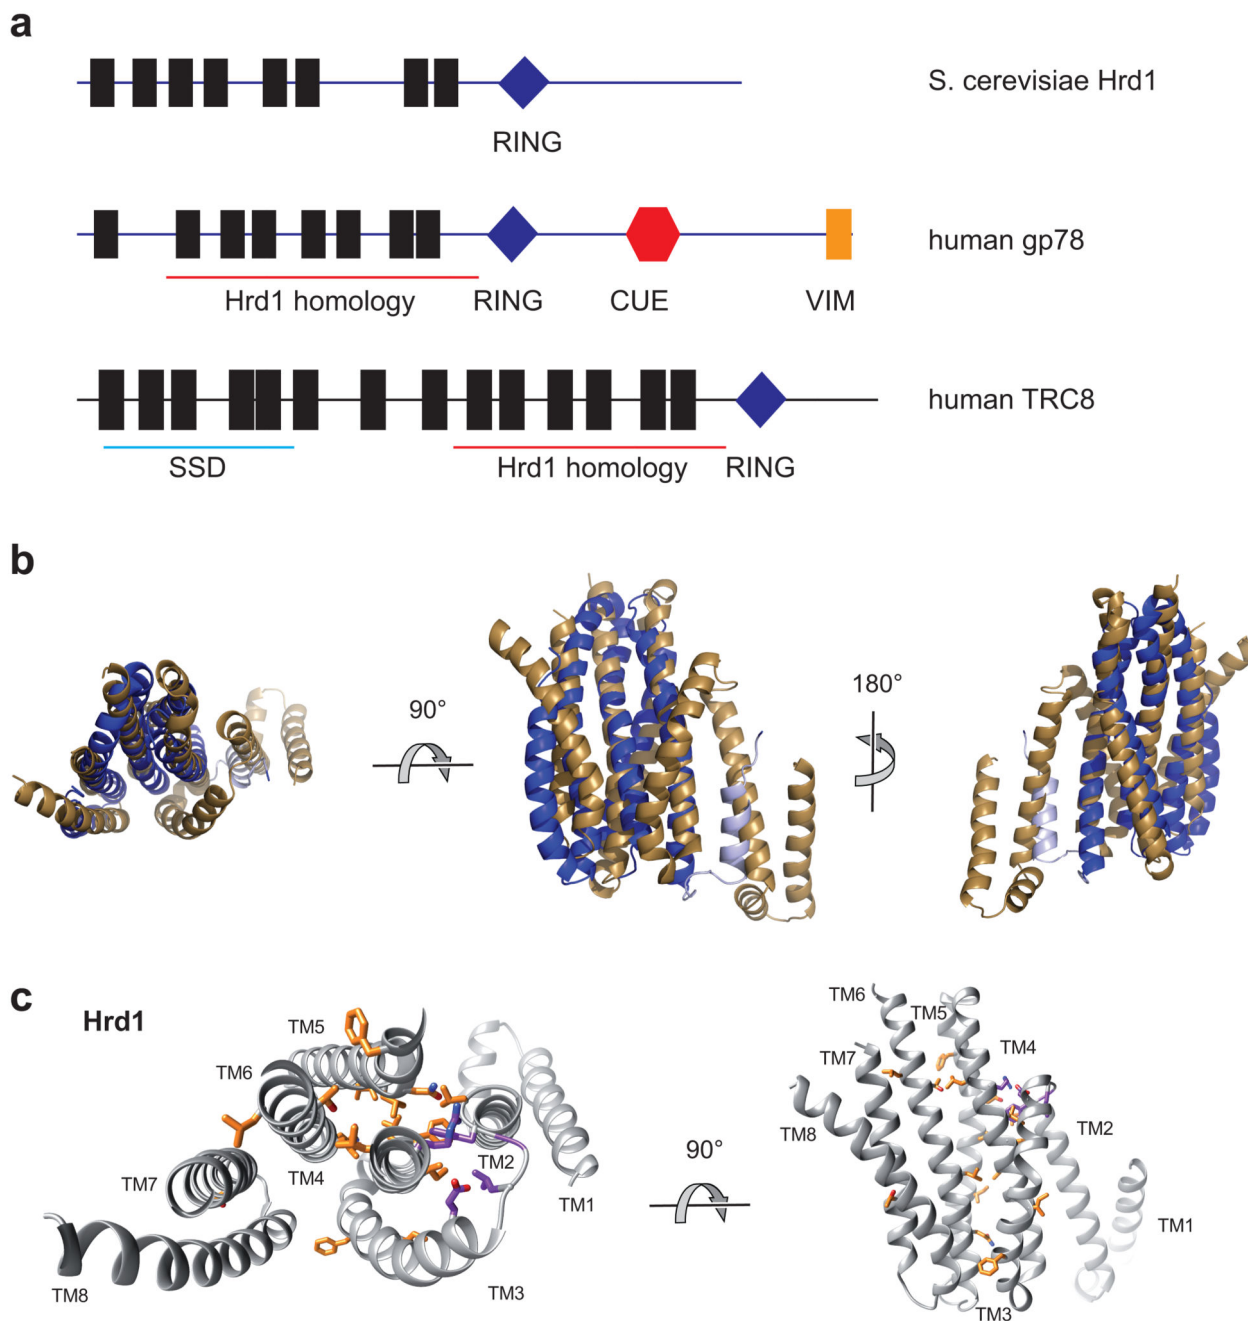 a
S. cerevisiae Hrd1
RING
human gp78
Hrd1 homology
RING
CUE
VIM
human TRC8
SSD
Hrd1 homology
RING
b
90°
180°
c
Hrd1
TM5
TM6
TM4
TM7
TM2
TM1
TM3
TM8
90°
TM6
TM5
TM4
TM7
TM8
TM2
TM1
TM3